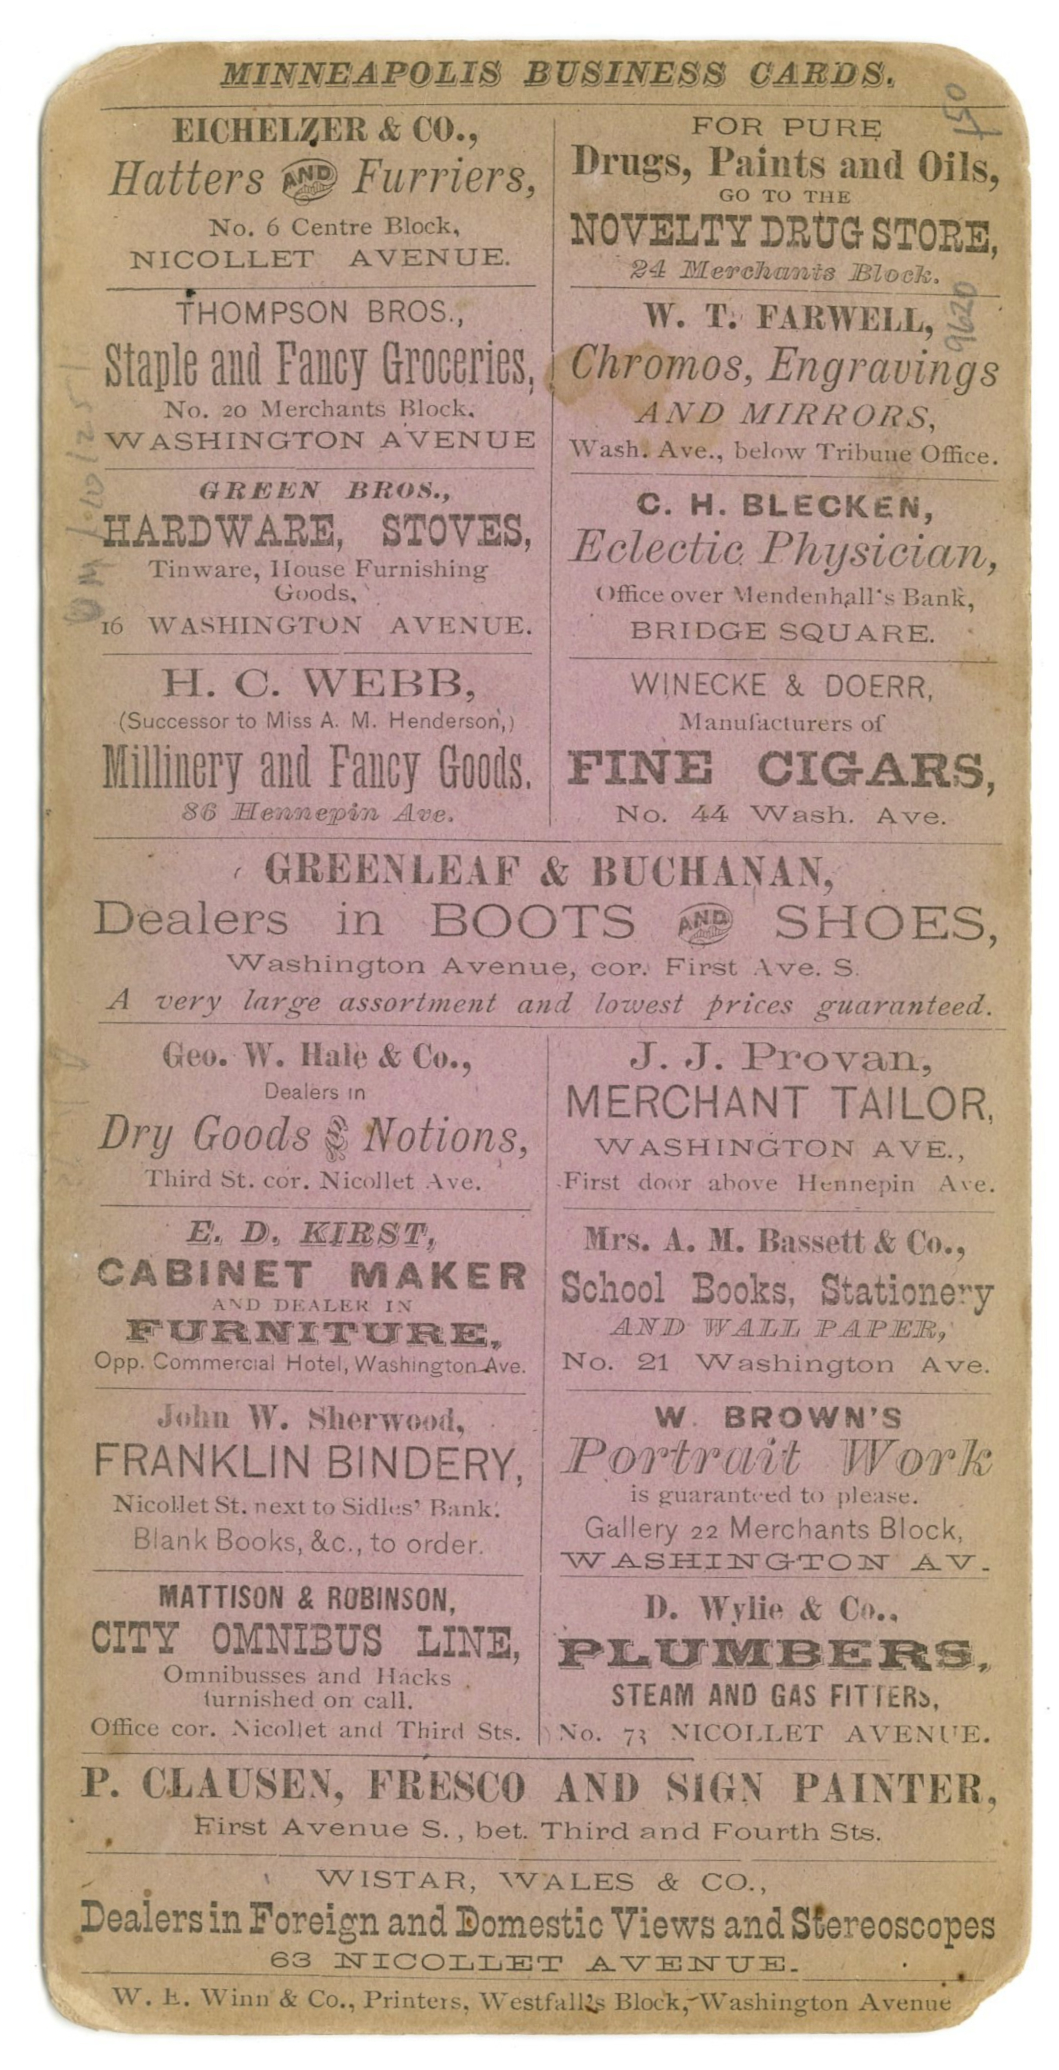 MINNEAPOLIS BUSINESS CARDS.
EICHELZER & CO.,
Hatters AND Furriers,
No. 6 Centre Block,
NICOLLET AVENUE.
THOMPSON BROS.,
Staple and Fancy Groceries,
No. 20 Merchants Block,
WASHINGTON AVENUE
GREEN BROS.,
HARDWARE, STOVES,
Tinware, House Furnishing
Goods,
16 WASHINGTON AVENUE.
H. C. WEBB,
(Successor to Miss A. M. Henderson,)
Millinery and Fancy Goods.
86 Hennepin Ave.
FOR PURE
Drugs, Paints and Oils,
GO TO THE
NOVELTY DRUG STORE,
24 Merchants Block.
W. T. FARWELL,
Chromos, Engravings
AND MIRRORS,
Wash. Ave., below Tribune Office.
C. H. BLECKEN,
Eclectic Physician,
Office over Mendenhall's Bank,
BRIDGE SQUARE.
WINECKE & DOERR,
Manufacturers of
FINE CIGARS,
No. 44 Wash. Ave.
GREENLEAF & BUCHANAN,
Dealers in BOOTS AND SHOES,
Washington Avenue, cor. First Ave. S.
A very large assortment and lowest prices guaranteed.
Geo. W. Hale & Co.,
Dealers in
Dry Goods & Notions,
Third St. cor. Nicollet Ave.
E. D. KIRST,
CABINET MAKER
AND DEALER IN
FURNITURE,
Opp. Commercial Hotel, Washington Ave.
John W. Sherwood,
FRANKLIN BINDERY,
Nicollet St. next to Sidles' Bank.
Blank Books, &c., to order.
MATTISON & ROBINSON,
CITY OMNIBUS LINE,
Omnibusses and Hacks
furnished on call.
Office cor. Nicollet and Third Sts.
J. J. Provan,
MERCHANT TAILOR,
WASHINGTON AVE.,
First door above Hennepin Ave.
Mrs. A. M. Bassett & Co.,
School Books, Stationery
AND WALL PAPER,
No. 21 Washington Ave.
W. BROWN'S
Portrait Work
is guaranteed to please.
Gallery 22 Merchants Block,
WASHINGTON AV.
D. Wylie & Co.,
PLUMBERS,
STEAM AND GAS FITTERS,
No. 73 NICOLLET AVENUE.
P. CLAUSEN, FRESCO AND SIGN PAINTER,
First Avenue S., bet. Third and Fourth Sts.
WISTAR, WALES & CO.,
Dealers in Foreign and Domestic Views and Stereoscopes
63 NICOLLET AVENUE.
W. E. Winn & Co., Printers, Westfall's Block, Washington Avenue
9620